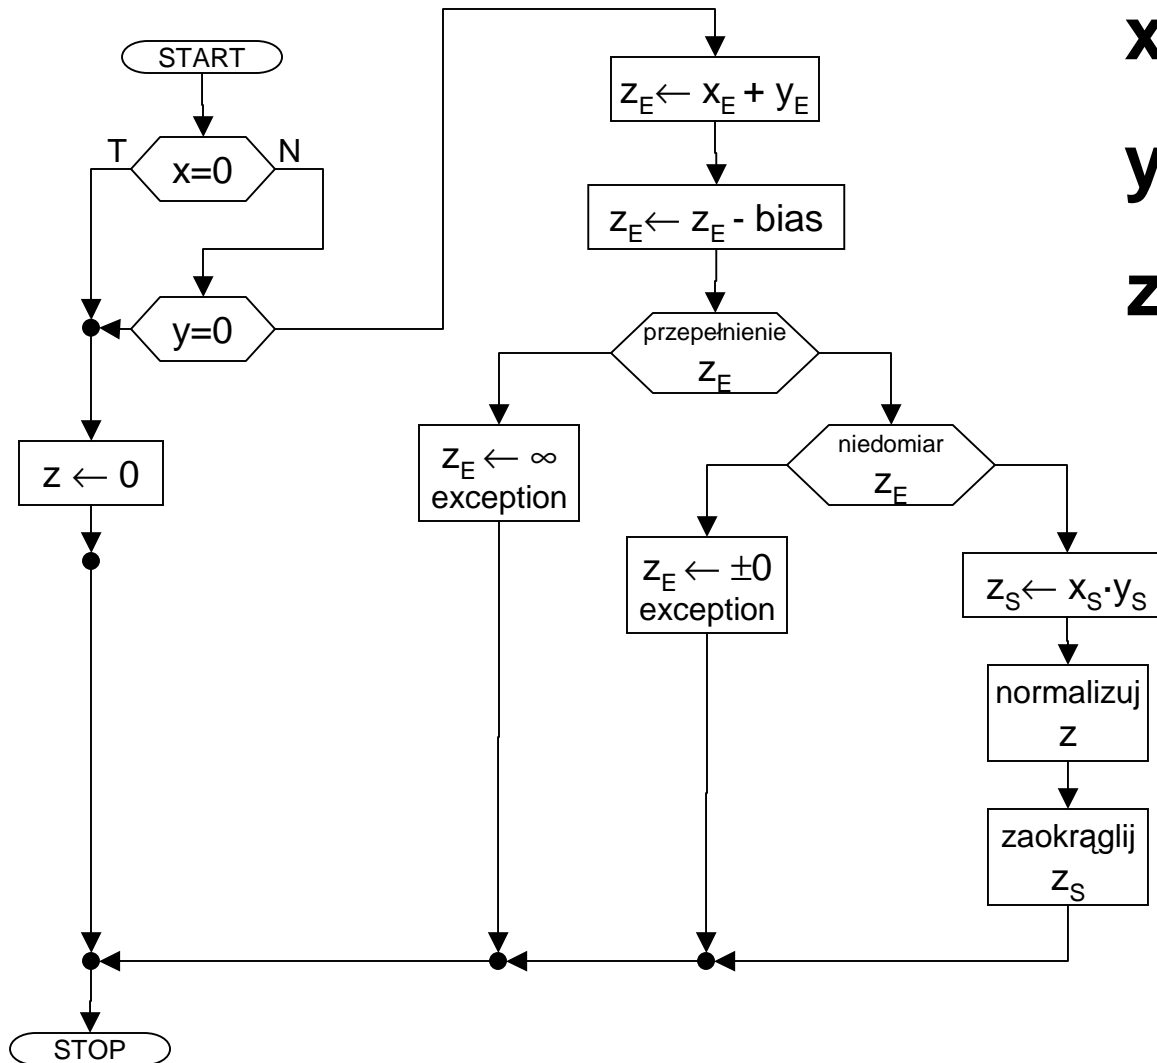 START
T
N
x=0
y=0
z ← 0
z_E ← x_E + y_E
z_E ← z_E - bias
przepełnienie
z_E
z_E ← ∞
exception
niedomiar
z_E
z_E ← ±0
exception
z_S ← x_S·y_S
normalizuj
z
zaokrąglij
z_S
STOP
x
y
z